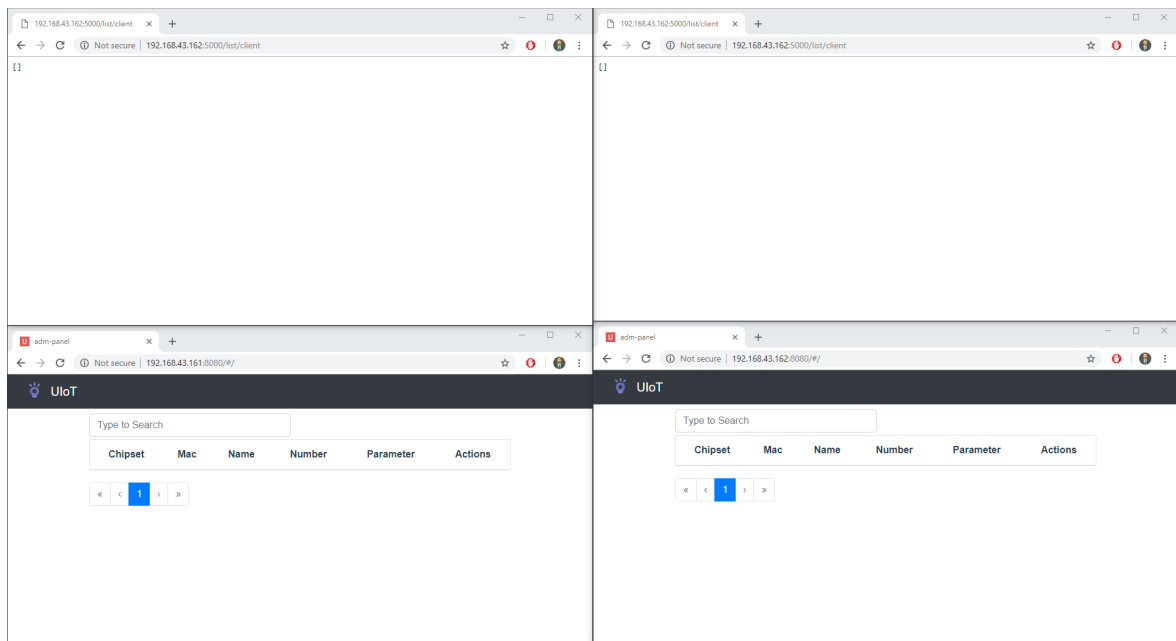 192.168.43.162:5000/list/client
Not secure | 192.168.43.162:5000/list/client
[]
192.168.43.162:5000/list/client
Not secure | 192.168.43.162:5000/list/client
[]
adm-panel
Not secure | 192.168.43.161:8080/#/
UIoT
Type to Search
Chipset Mac Name Number Parameter Actions
« ‹ 1 › »
adm-panel
Not secure | 192.168.43.162:8080/#/
UIoT
Type to Search
Chipset Mac Name Number Parameter Actions
« ‹ 1 › »